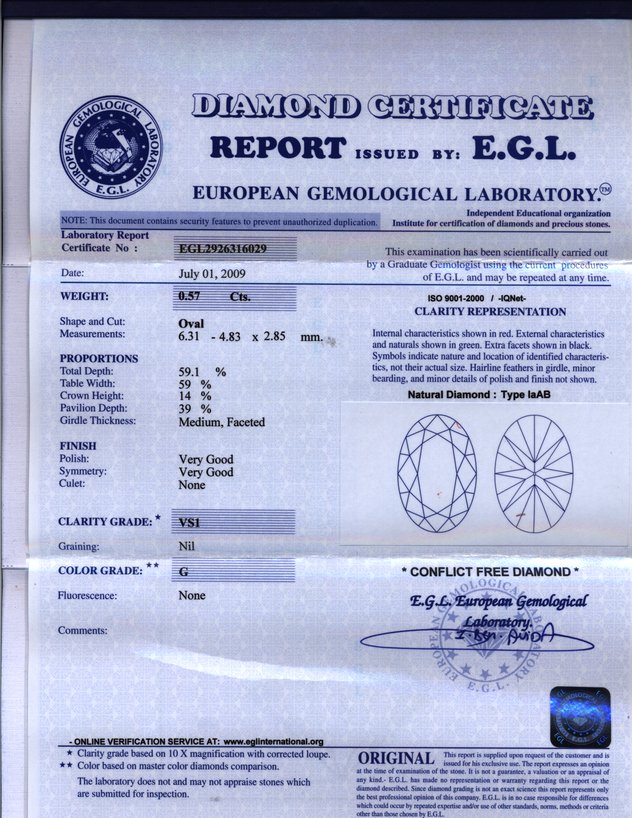 DIAMOND CERTIFICATE
REPORT ISSUED BY: E.G.L.
EUROPEAN GEMOLOGICAL LABORATORY.™
EUROPEAN GEMOLOGICAL LABORATORY
E.G.L.
Independent Educational organization
NOTE: This document contains security features to prevent unauthorized duplication.
Institute for certification of diamonds and precious stones.
Laboratory Report
Certificate No : EGL2926316029
This examination has been scientifically carried out
by a Graduate Gemologist using the current procedures
of E.G.L. and may be repeated at any time.
Date: July 01, 2009
WEIGHT: 0.57 Cts.
Shape and Cut: Oval
Measurements: 6.31 - 4.83 x 2.85 mm.
PROPORTIONS
Total Depth: 59.1 %
Table Width: 59 %
Crown Height: 14 %
Pavilion Depth: 39 %
Girdle Thickness: Medium, Faceted
FINISH
Polish: Very Good
Symmetry: Very Good
Culet: None
CLARITY GRADE: * VS1
Graining: Nil
COLOR GRADE: ** G
Fluorescence: None
Comments:
ISO 9001-2000 / -IQNet-
CLARITY REPRESENTATION
Internal characteristics shown in red. External characteristics
and naturals shown in green. Extra facets shown in black.
Symbols indicate nature and location of identified characteris-
tics, not their actual size. Hairline feathers in girdle, minor
bearding, and minor details of polish and finish not shown.
Natural Diamond : Type IaAB
* CONFLICT FREE DIAMOND *
E.G.L. European Gemological
Laboratory.
EUROPEAN GEMOLOGICAL LABORATORY
E.G.L.
- ONLINE VERIFICATION SERVICE AT: www.eglinternational.org
* Clarity grade based on 10 X magnification with corrected loupe.
** Color based on master color diamonds comparison.
The laboratory does not and may not appraise stones which
are submitted for inspection.
ORIGINAL This report is supplied upon request of the customer and is
issued for his exclusive use. The report expresses an opinion
at the time of examination of the stone. It is not a guarantee, a valuation or an appraisal of
any kind.- E.G.L. has made no representation or warranty regarding this report or the
diamond described. Since diamond grading is not an exact science this report represents only
the best professional opinion of this company. E.G.L. is in no case responsible for differences
which could occur by repeated expertise and/or use of other standards, norms, methods or criteria
other than those chosen by E.G.L.